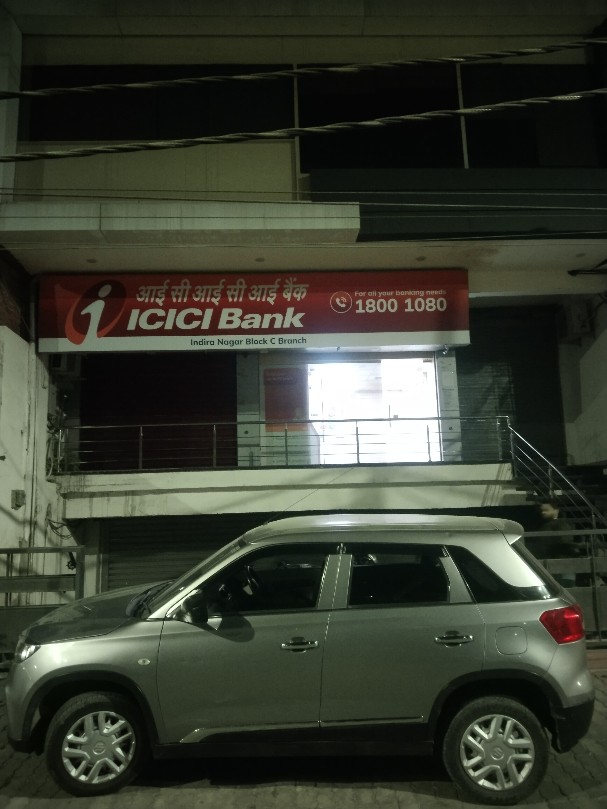 आई सी आई सी आई बैंक
ICICI Bank
For all your banking needs
1800 1080
Indira Nagar Block C Branch